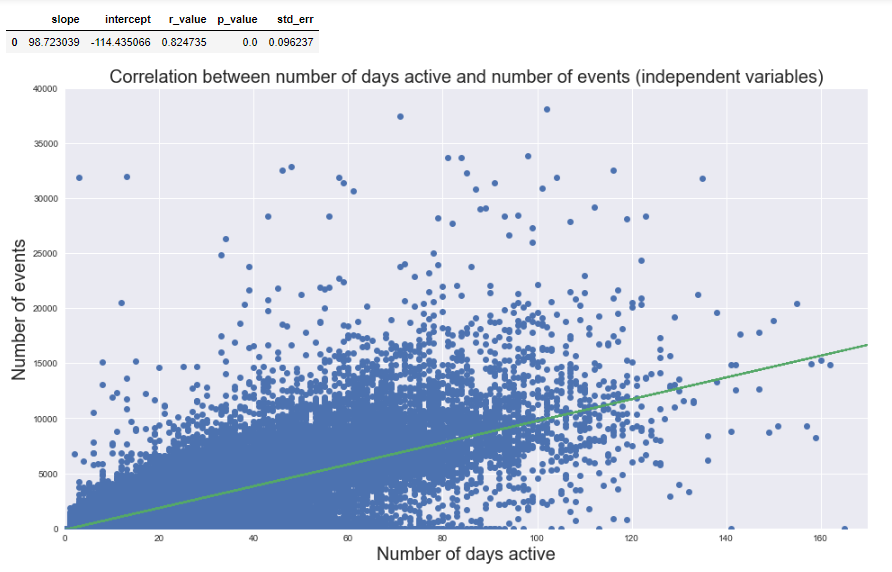 slope intercept r_value p_value std_err
0 98.723039 -114.435066 0.824735 0.0 0.096237
Correlation between number of days active and number of events (independent variables)
40000
35000
30000
25000
20000
15000
10000
5000
0
Number of events
0 20 40 60 80 100 120 140 160
Number of days active